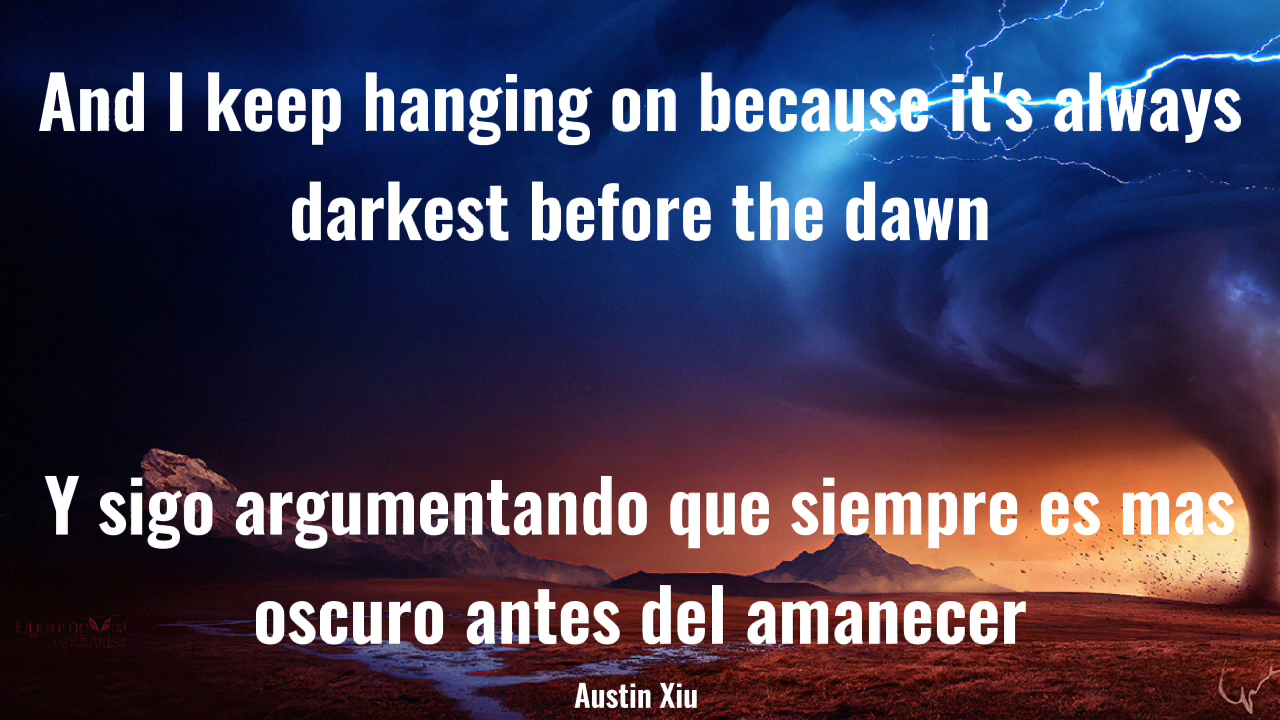 And I keep hanging on because it's always
darkest before the dawn
Y sigo argumentando que siempre es mas
oscuro antes del amanecer
Austin Xiu